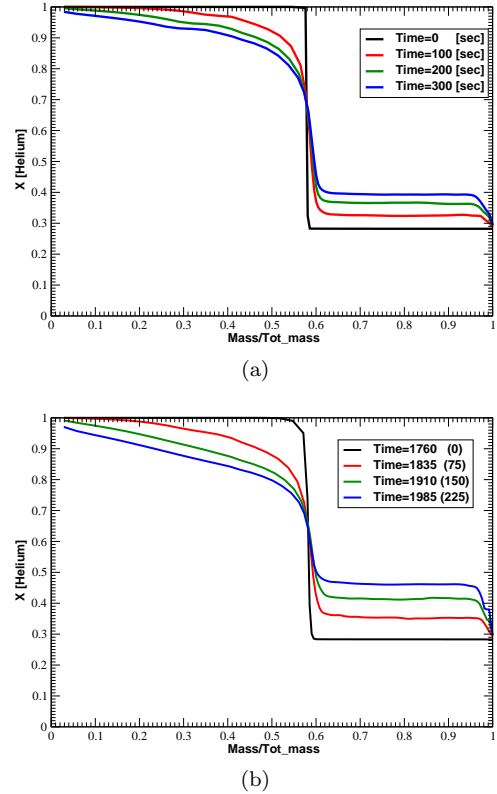 1
0.9
0.8
0.7
0.6
0.5
0.4
0.3
0.2
0.1
0
X [Helium]
Time=0 [sec]
Time=100 [sec]
Time=200 [sec]
Time=300 [sec]
0 0.1 0.2 0.3 0.4 0.5 0.6 0.7 0.8 0.9 1
Mass/Tot_mass
(a)
1
0.9
0.8
0.7
0.6
0.5
0.4
0.3
0.2
0.1
0
X [Helium]
Time=1760 (0)
Time=1835 (75)
Time=1910 (150)
Time=1985 (225)
0 0.1 0.2 0.3 0.4 0.5 0.6 0.7 0.8 0.9 1
Mass/Tot_mass
(b)